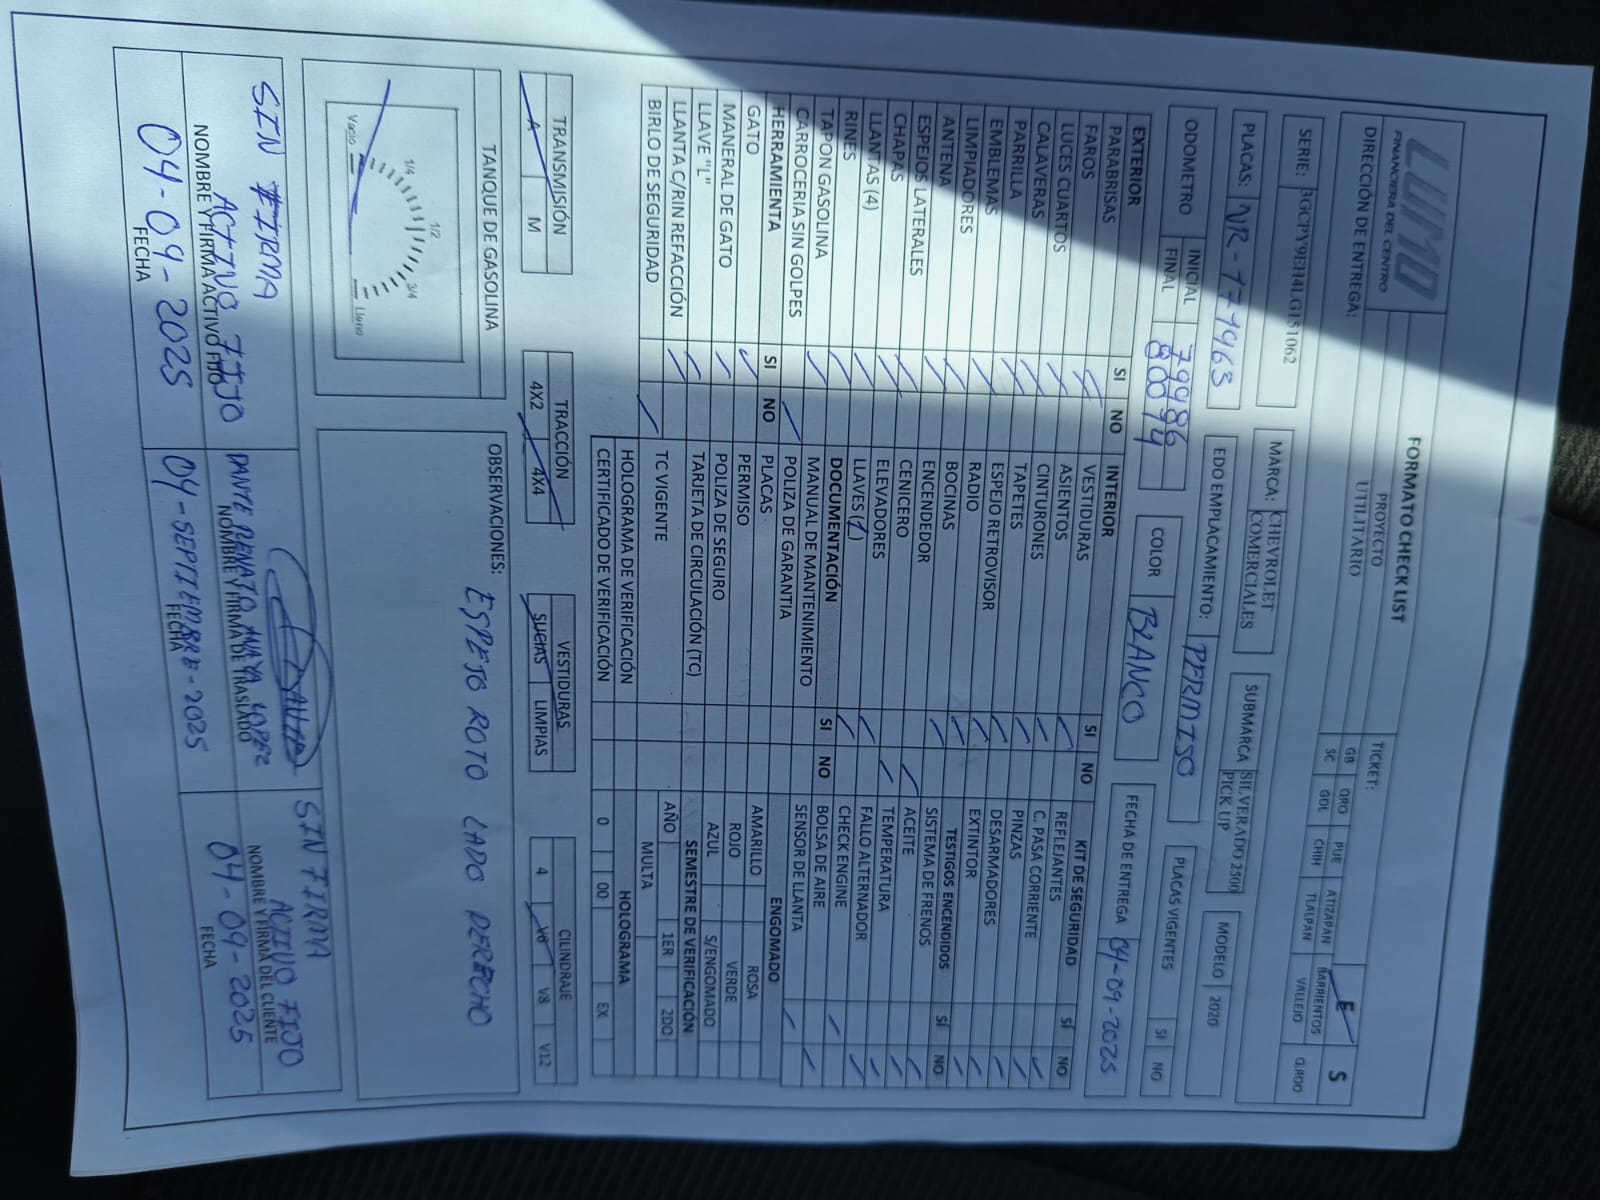 LUMO
FINANCIERA DEL CENTRO
FORMATO CHECK LIST
DIRECCIÓN DE ENTREGA:
PROYECTO
UTILITARIO
TICKET:
GB QRO PUE ATIZAPAN BARRIENTOS
SC GDL CHIH TLALPAN VALLEJO Q.ROO
E S
SERIE: 3GCPY9EH4LG151062
MARCA: CHEVROLET COMERCIALES
SUBMARCA SILVERADO 2500 PICK UP
MODELO 2020
PLACAS: NR-171963
EDO EMPLACAMIENTO: PERMISO
PLACAS VIGENTES SI NO
ODOMETRO INICIAL 79986
FINAL 80094
COLOR BLANCO
FECHA DE ENTREGA 04-09-2025
EXTERIOR SI NO
PARABRISAS
FAROS
LUCES CUARTOS
CALAVERAS
PARRILLA
EMBLEMAS
LIMPIADORES
ANTENA
ESPEJOS LATERALES
CHAPAS
LLANTAS (4)
RINES
TAPON GASOLINA
CARROCERIA SIN GOLPES
HERRAMIENTA SI NO
GATO
MANERAL DE GATO
LLAVE "L"
LLANTA C/RIN REFACCIÓN
BIRLO DE SEGURIDAD
INTERIOR SI NO
VESTIDURAS
ASIENTOS
CINTURONES
TAPETES
ESPEJO RETROVISOR
RADIO
BOCINAS
ENCENDEDOR
CENICERO
ELEVADORES
LLAVES (1)
DOCUMENTACIÓN SI NO
MANUAL DE MANTENIMIENTO
POLIZA DE GARANTIA
PLACAS
PERMISO
POLIZA DE SEGURO
TARJETA DE CIRCULACIÓN (TC)
TC VIGENTE
HOLOGRAMA DE VERIFICACIÓN
CERTIFICADO DE VERIFICACIÓN
KIT DE SEGURIDAD SÍ NO
REFLEJANTES
C. PASA CORRIENTE
PINZAS
DESARMADORES
EXTINTOR
TESTIGOS ENCENDIDOS SÍ NO
SISTEMA DE FRENOS
ACEITE
TEMPERATURA
FALLO ALTERNADOR
CHECK ENGINE
BOLSA DE AIRE
SENSOR DE LLANTA
ENGOMADO
AMARILLO ROSA
ROJO VERDE
AZUL S/ENGOMADO
SEMESTRE DE VERIFICACIÓN
AÑO 1ER 2DO
MULTA
HOLOGRAMA
0 00 EX
TRANSMISIÓN
A M
TRACCIÓN
4X2 4X4
VESTIDURAS
SUCIAS LIMPIAS
CILINDRAJE
4 V6 V8 V12
TANQUE DE GASOLINA
Vacio 1/4 1/2 3/4 Lleno
OBSERVACIONES:
ESPEJO ROTO LADO DERECHO
SIN FIRMA
ACTIVO FIJO
NOMBRE Y FIRMA ACTIVO FIJO
04-09-2025
FECHA
DANTE RENATO ANAYA LOPEZ
NOMBRE Y FIRMA DE TRASLADO
04-SEPTIEMBRE-2025
FECHA
SIN FIRMA
ACTIVO FIJO
NOMBRE Y FIRMA DEL CLIENTE
04-09-2025
FECHA